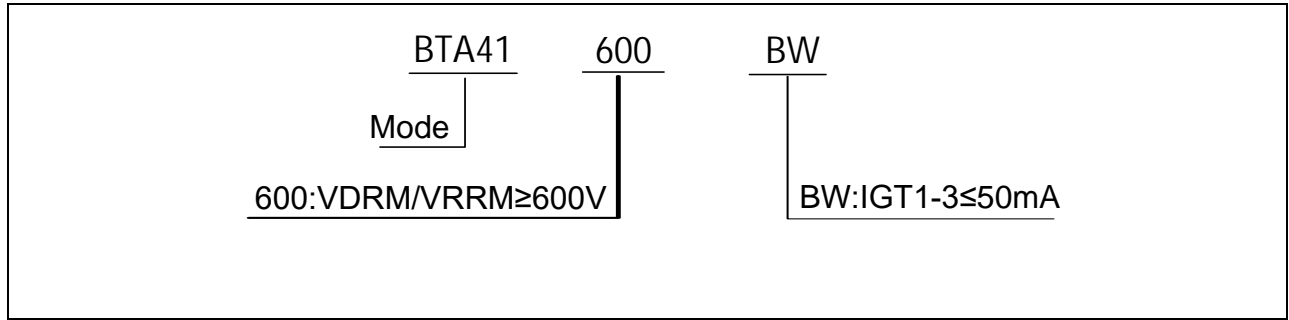 BTA41 600 BW
Mode
600:VDRM/VRRM≥600V BW:IGT1-3≤50mA